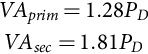 VA_prim = 1.28P_D
VA_sec = 1.81P_D